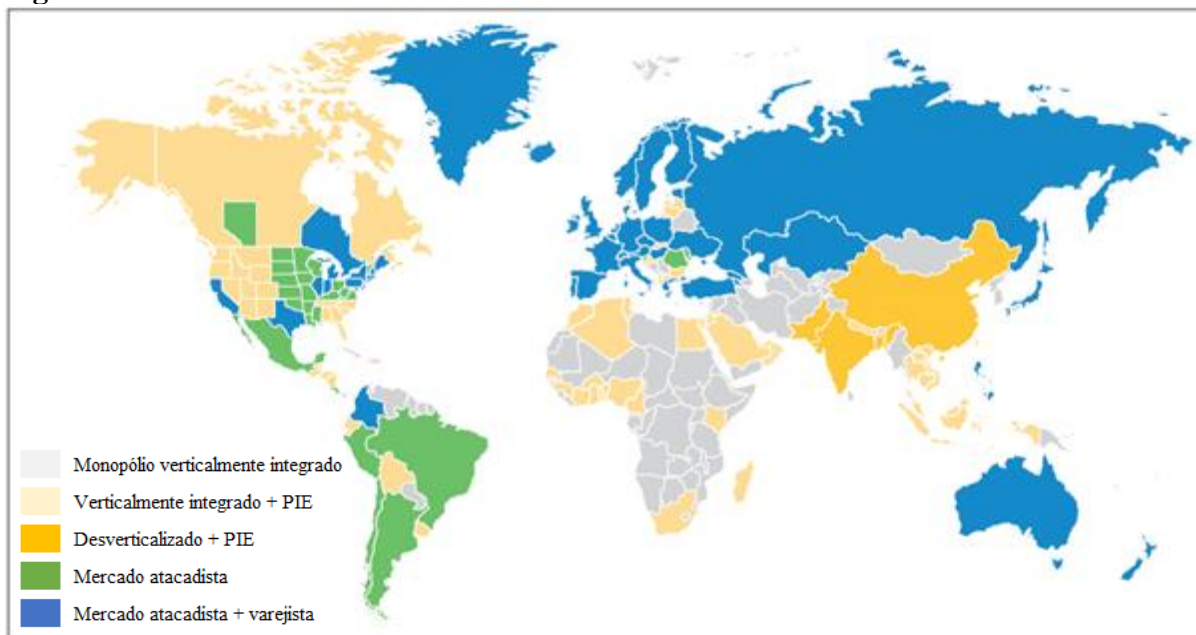 Monopólio verticalmente integrado
Verticalmente integrado + PIE
Desverticalizado + PIE
Mercado atacadista
Mercado atacadista + varejista